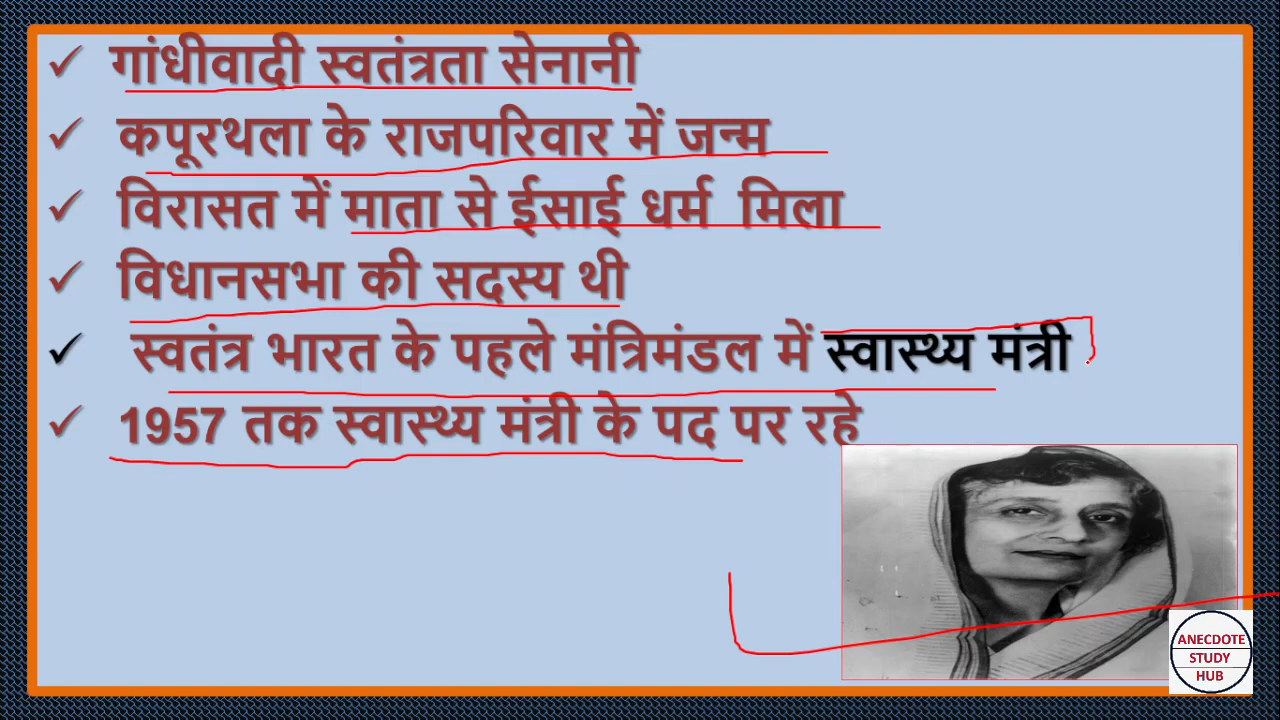 गांधीवादी स्वतंत्रता सेनानी
कपूरथला के राजपरिवार में जन्म
विरासत में माता से ईसाई धर्म मिला
विधानसभा की सदस्य थी
स्वतंत्र भारत के पहले मंत्रिमंडल में स्वास्थ्य मंत्री
1957 तक स्वास्थ्य मंत्री के पद पर रहे
ANECDOTE
STUDY
HUB